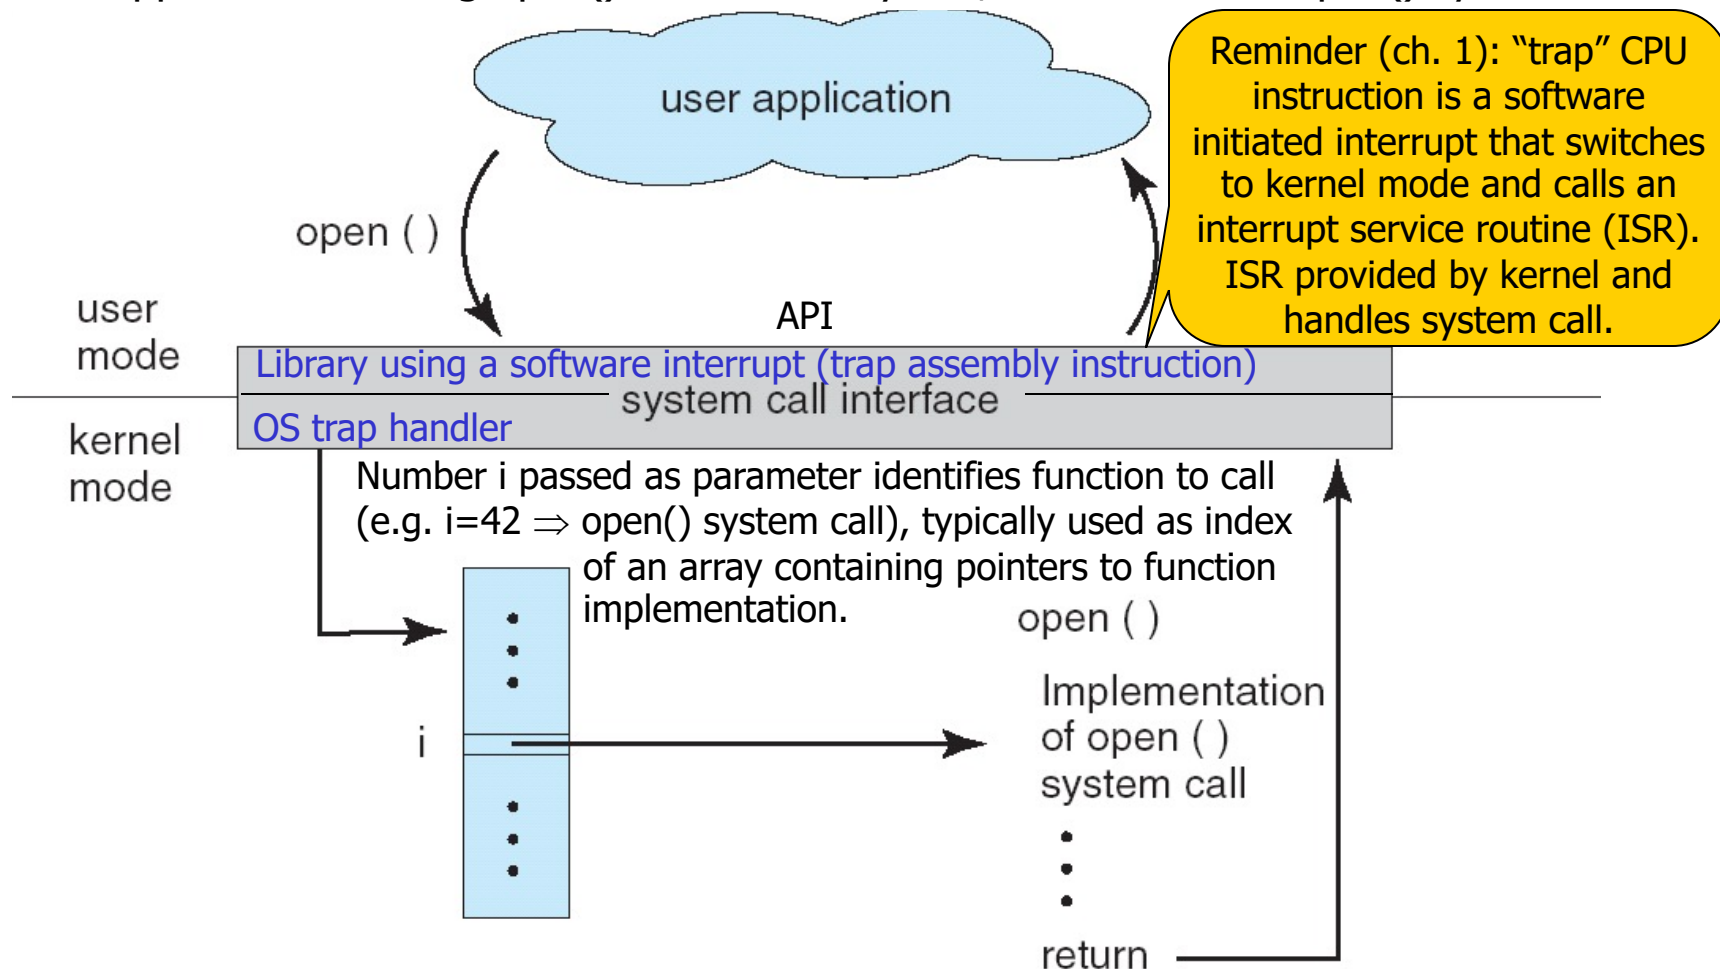 user application
Reminder (ch. 1): “trap” CPU
instruction is a software
initiated interrupt that switches
to kernel mode and calls an
interrupt service routine (ISR).
ISR provided by kernel and
handles system call.
open ( )
user
mode
API
Library using a software interrupt (trap assembly instruction)
system call interface
OS trap handler
kernel
mode
Number i passed as parameter identifies function to call
(e.g. i=42 ⇒ open() system call), typically used as index
of an array containing pointers to function
implementation.
open ( )
i
Implementation
of open ( )
system call
return